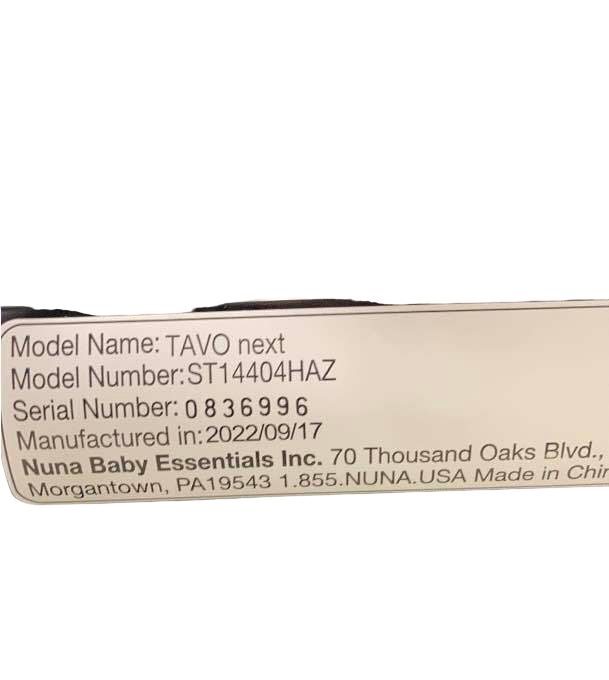 Model Name: TAVO next
Model Number:ST14404HAZ
Serial Number: 0836996
Manufactured in:2022/09/17
Nuna Baby Essentials Inc. 70 Thousand Oaks Blvd.,
Morgantown, PA19543 1.855.NUNA.USA Made in